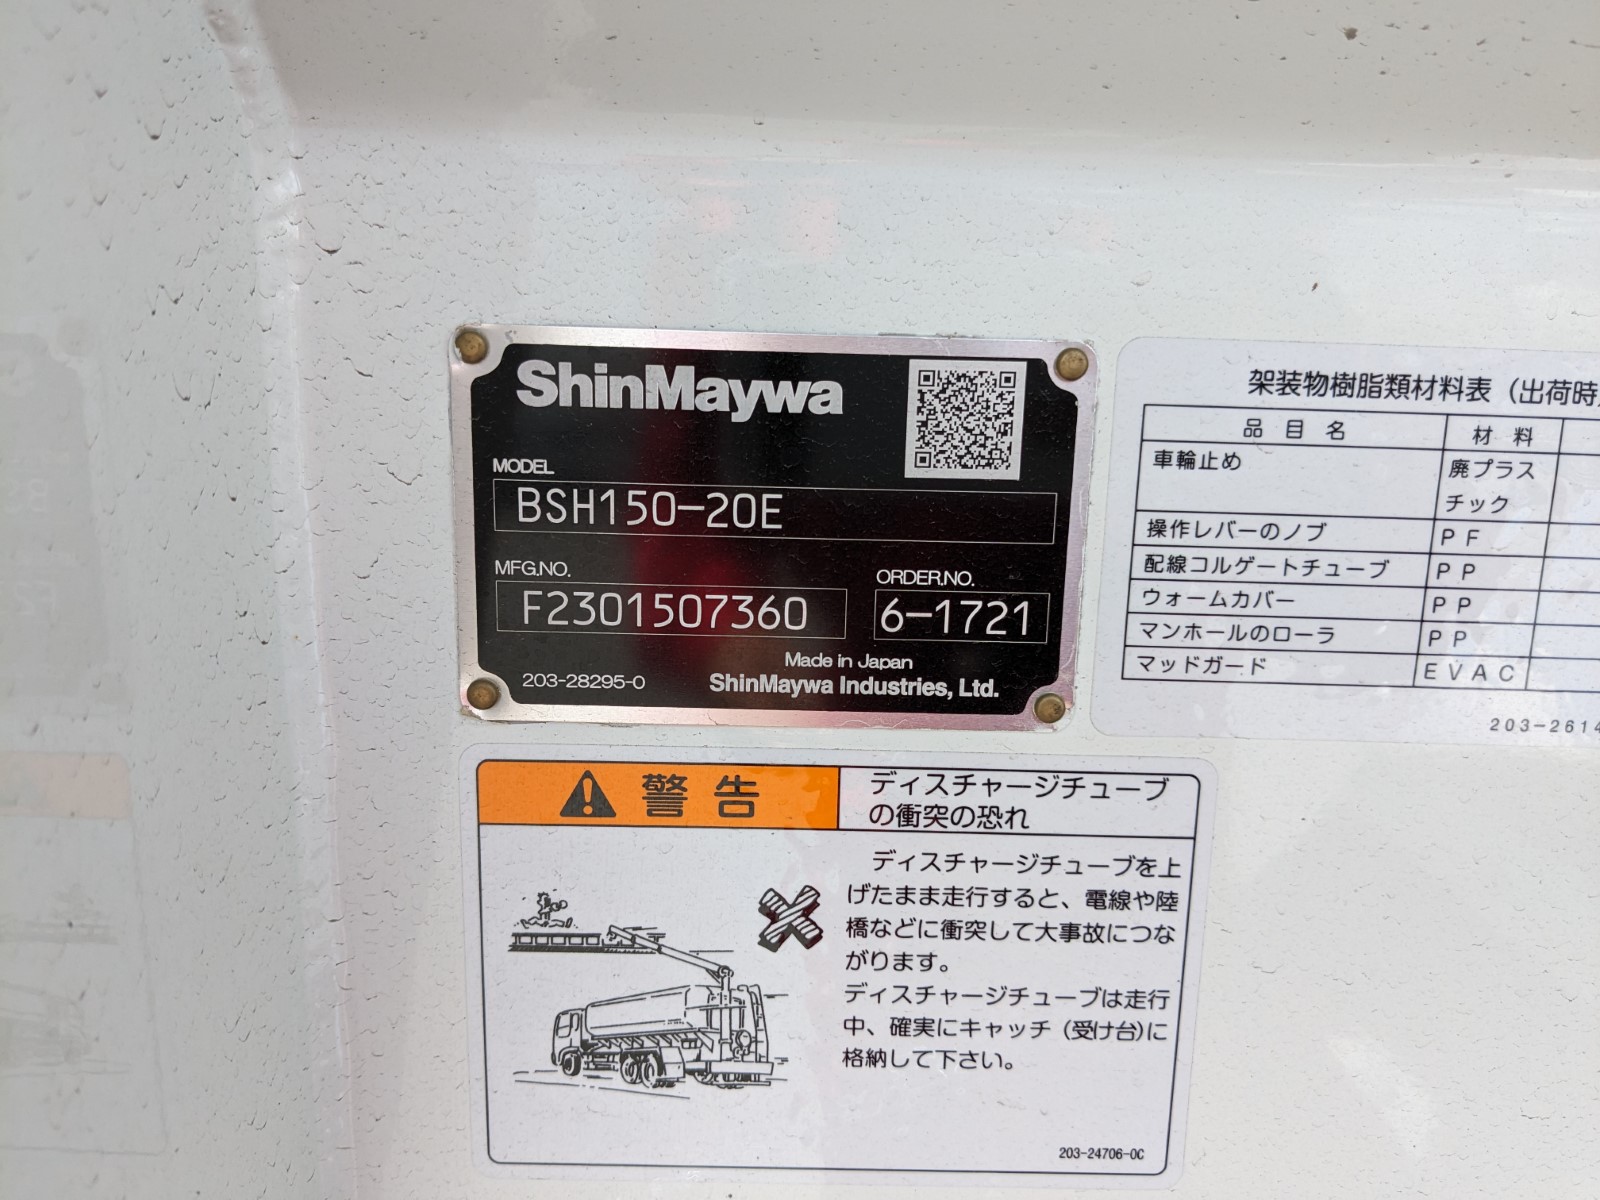 ShinMaywa
MODEL
BSH150-20E
MFG.NO.
ORDER.NO.
F2301507360
6-1721
Made in Japan
203-28295-0
ShinMaywa Industries, Ltd.
架装物樹脂類材料表（出荷時
品目名
材料
車輪止め
廃プラス
チック
操作レバーのノブ
PF
配線コルゲートチューブ
PP
ウォームカバー
PP
マンホールのローラ
PP
マッドガード
EVAC
203-2614
警告
ディスチャージチューブ
の衝突の恐れ
ディスチャージチューブを上
げたまま走行すると、電線や陸
橋などに衝突して大事故につな
がります。
ディスチャージチューブは走行
中、確実にキャッチ（受け台）に
格納して下さい。
203-24706-0C